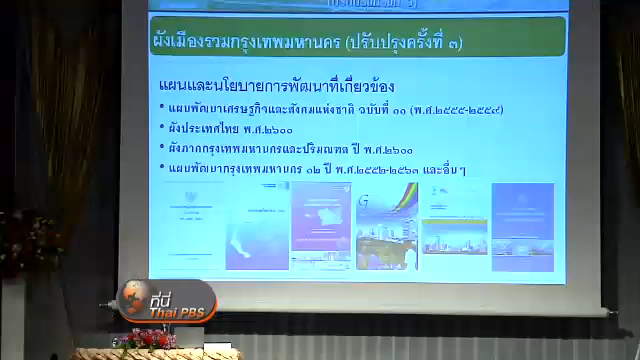 ผังเมืองรวมกรุงเทพมหานคร (ปรับปรุงครั้งที่ ๓)
แผนและนโยบายการพัฒนาที่เกี่ยวข้อง
• แผนพัฒนาเศรษฐกิจและสังคมแห่งชาติ ฉบับที่ ๑๑ (พ.ศ.๒๕๕๕-๒๕๕๙)
• ผังประเทศไทย พ.ศ.๒๖๐๐
• ผังภาคกรุงเทพมหานครและปริมณฑล ปี พ.ศ.๒๖๐๐
• แผนพัฒนากรุงเทพมหานคร ๑๒ ปี พ.ศ.๒๕๕๒-๒๕๖๓ และอื่นๆ
ที่นี่
Thai PBS